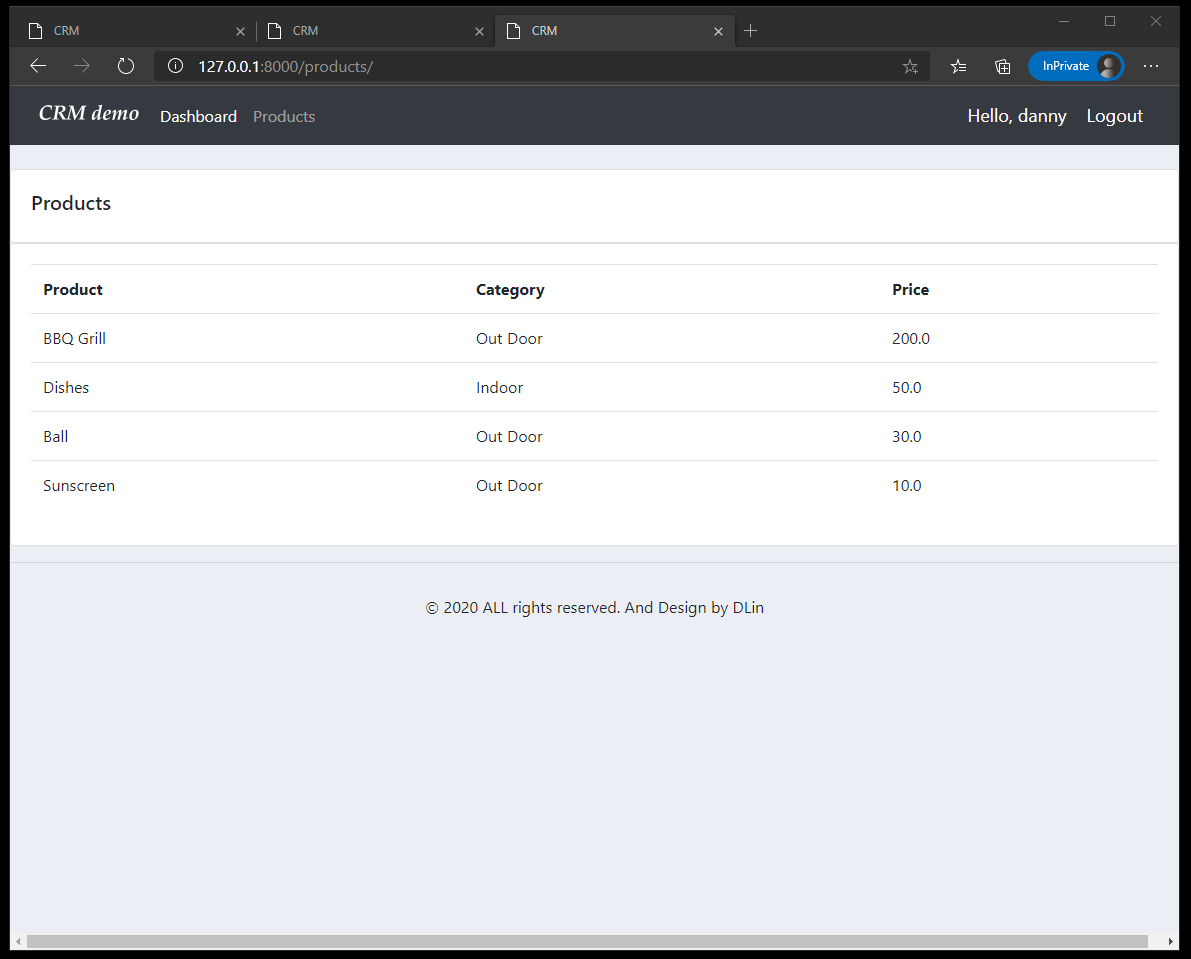 CRM CRM CRM
127.0.0.1:8000/products/ InPrivate
CRM demo Dashboard Products Hello, danny Logout
Products
Product Category Price
BBQ Grill Out Door 200.0
Dishes Indoor 50.0
Ball Out Door 30.0
Sunscreen Out Door 10.0
© 2020 ALL rights reserved. And Design by DLin